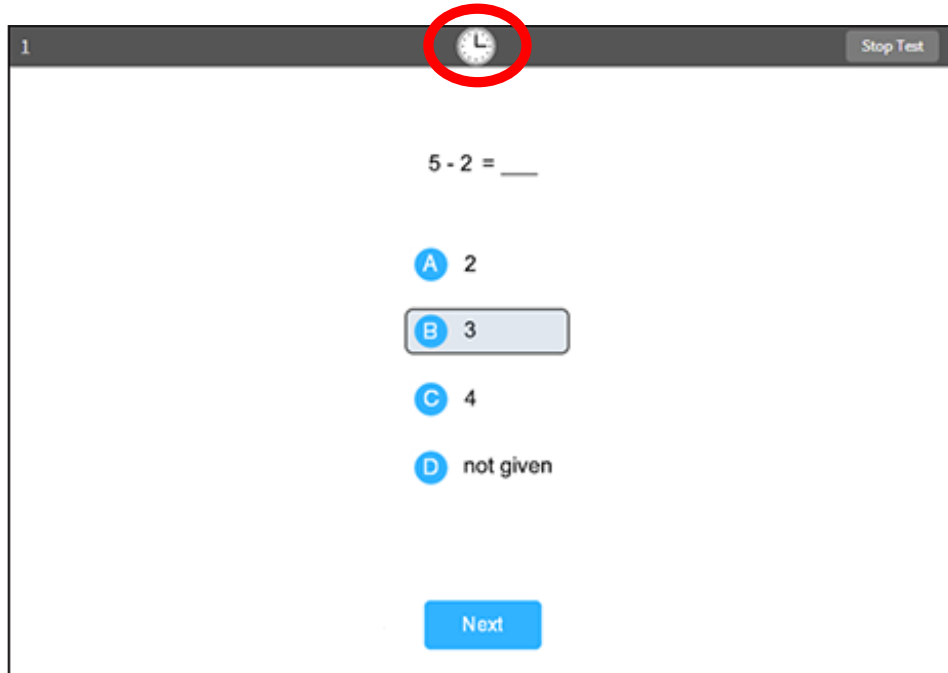 1
Stop Test
5 - 2 = ___
A 2
B 3
C 4
D not given
Next